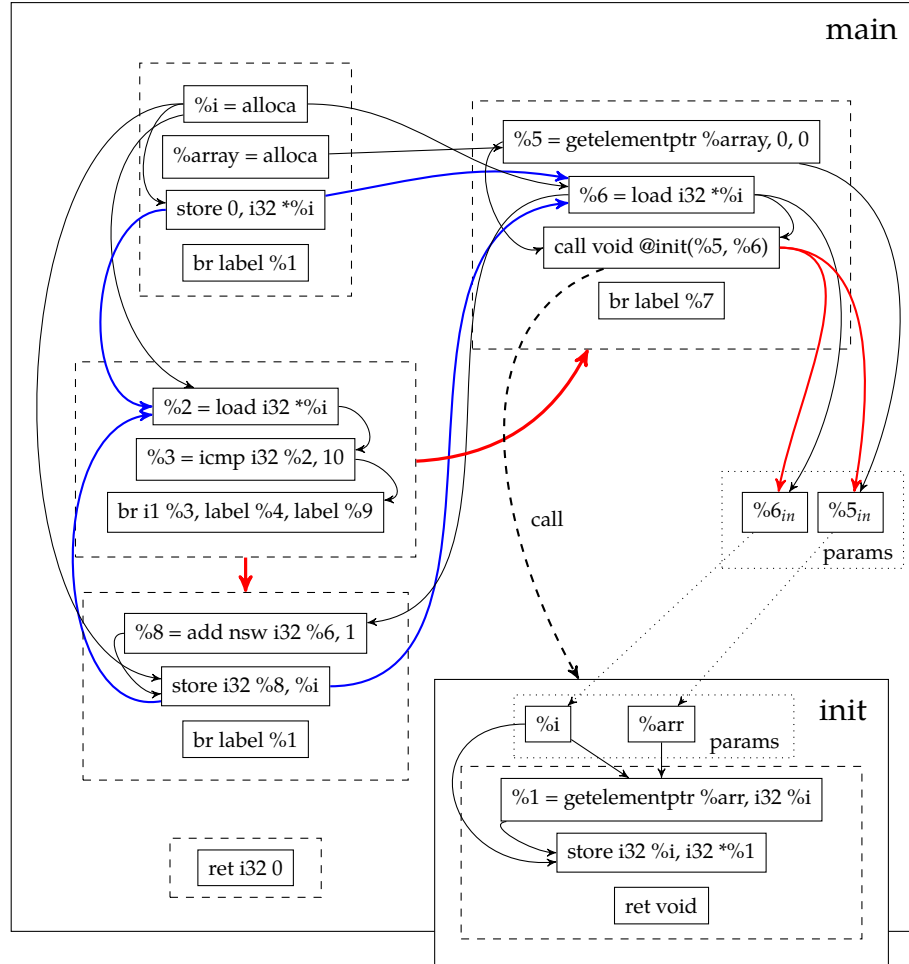 main
%i = alloca
%array = alloca
store 0, i32 *%i
br label %1
%5 = getelementptr %array, 0, 0
%6 = load i32 *%i
call void @init(%5, %6)
br label %7
%2 = load i32 *%i
%3 = icmp i32 %2, 10
br i1 %3, label %4, label %9
call
%6in
%5in
params
%8 = add nsw i32 %6, 1
store i32 %8, %i
br label %1
init
%i
%arr
params
%1 = getelementptr %arr, i32 %i
store i32 %i, i32 *%1
ret void
ret i32 0